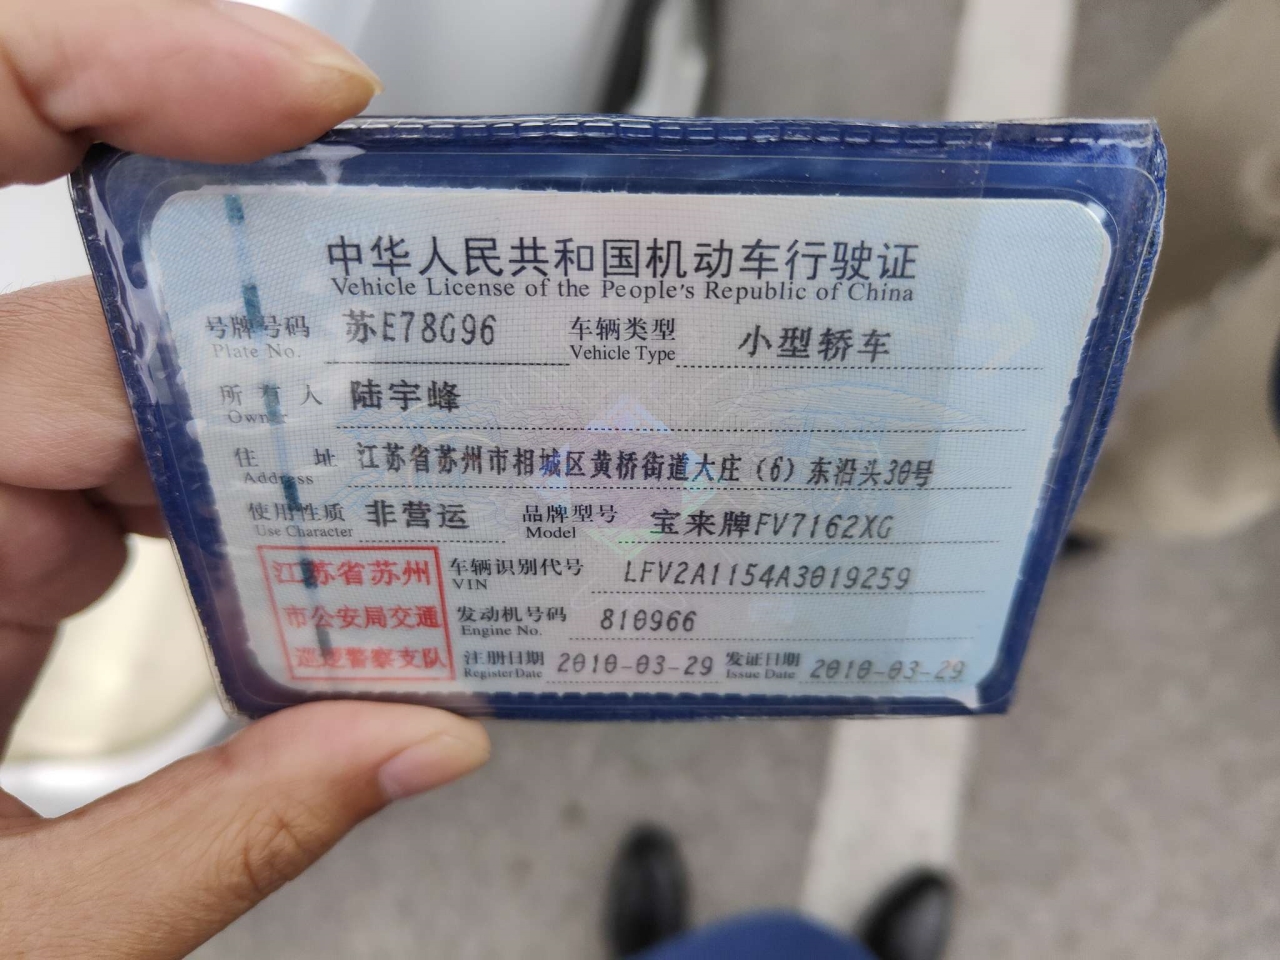 中华人民共和国机动车行驶证
Vehicle License of the People's Republic of China
号牌号码 苏E78G96 车辆类型 小型轿车
Plate No. Vehicle Type
所有人 陆宇峰
Owner
住址 江苏省苏州市相城区黄桥街道大庄(6)东沿头30号
Address
使用性质 非营运 品牌型号 宝来牌FV7162XG
Use Character Model
车辆识别代号 LFV2A1154A3019259
VIN
发动机号码 810966
Engine No.
注册日期 2010-03-29 发证日期 2010-03-29
Register Date Issue Date
江苏省苏州
市公安局交通
巡逻警察支队